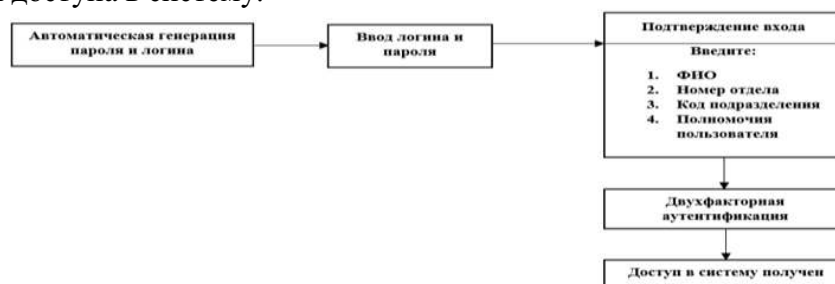 доступа в систему.
Автоматическая генерация
пароля и логина
Ввод логина и
пароля
Подтверждение входа
Введите:
1. ФИО
2. Номер отдела
3. Код подразделения
4. Полномочия
пользователя
Двухфакторная
аутентификация
Доступ в систему получен